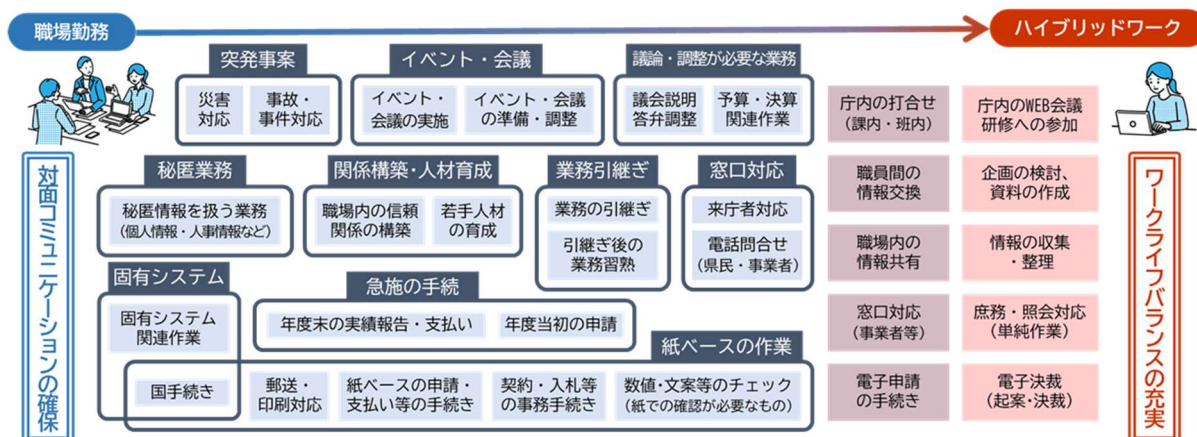 職場勤務
ハイブリッドワーク
対面コミュニケーションの確保
突発事案
災害
対応
事故・
事件対応
イベント・会議
イベント・
会議の実施
イベント・会議
の準備・調整
議論・調整が必要な業務
議会説明
答弁調整
予算・決算
関連作業
秘匿業務
秘匿情報を扱う業務
(個人情報・人事情報など)
関係構築・人材育成
職場内の信頼
関係の構築
若手人材
の育成
業務引継ぎ
業務の引継ぎ
引継ぎ後の
業務習熟
窓口対応
来庁者対応
電話問合せ
(県民・事業者)
固有システム
固有システム
関連作業
国手続き
急施の手続
年度末の実績報告・支払い
年度当初の申請
紙ベースの作業
郵送・
印刷対応
紙ベースの申請・
支払い等の手続き
契約・入札等
の事務手続き
数値・文案等のチェック
(紙での確認が必要なもの)
庁内の打合せ
(課内・班内)
職員間の
情報交換
職場内の
情報共有
窓口対応
(事業者等)
電子申請
の手続き
庁内のWEB会議
研修への参加
企画の検討、
資料の作成
情報の収集
・整理
庶務・照会対応
(単純作業)
電子決裁
(起案・決裁)
ワークライフバランスの充実